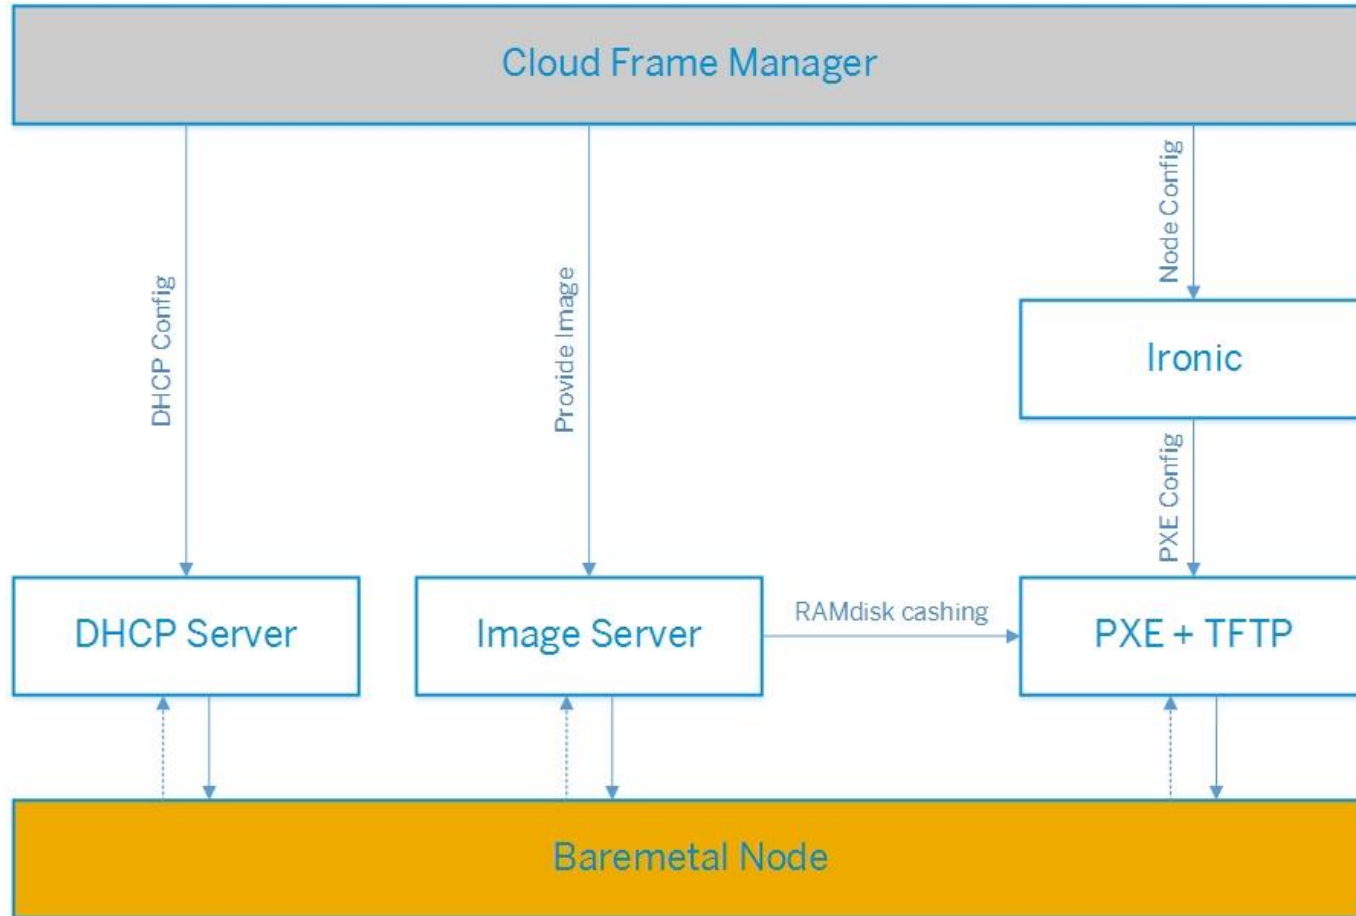 Cloud Frame Manager
DHCP Config
Provide Image
Node Config
Ironic
PXE Config
DHCP Server
Image Server
RAMdisk cashing
PXE + TFTP
Baremetal Node